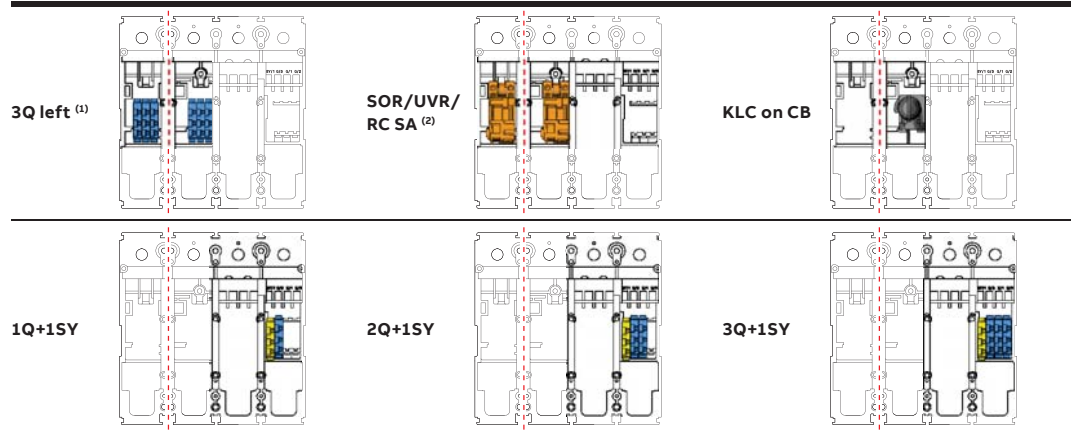 3Q left (1)
SOR/UVR/
RC SA (2)
KLC on CB
1Q+1SY
2Q+1SY
3Q+1SY